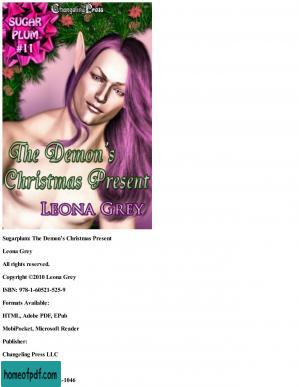 Changeling Press
SUGAR
PLUM
#11
The Demon's
Christmas Present
LEONA GREY
Sugarplum: The Demon's Christmas Present
Leona Grey
All rights reserved.
Copyright ©2010 Leona Grey
ISBN: 978-1-60521-525-9
Formats Available:
HTML, Adobe PDF, EPub
MobiPocket, Microsoft Reader
Publisher:
Changeling Press LLC
homeofpdf.com -1046